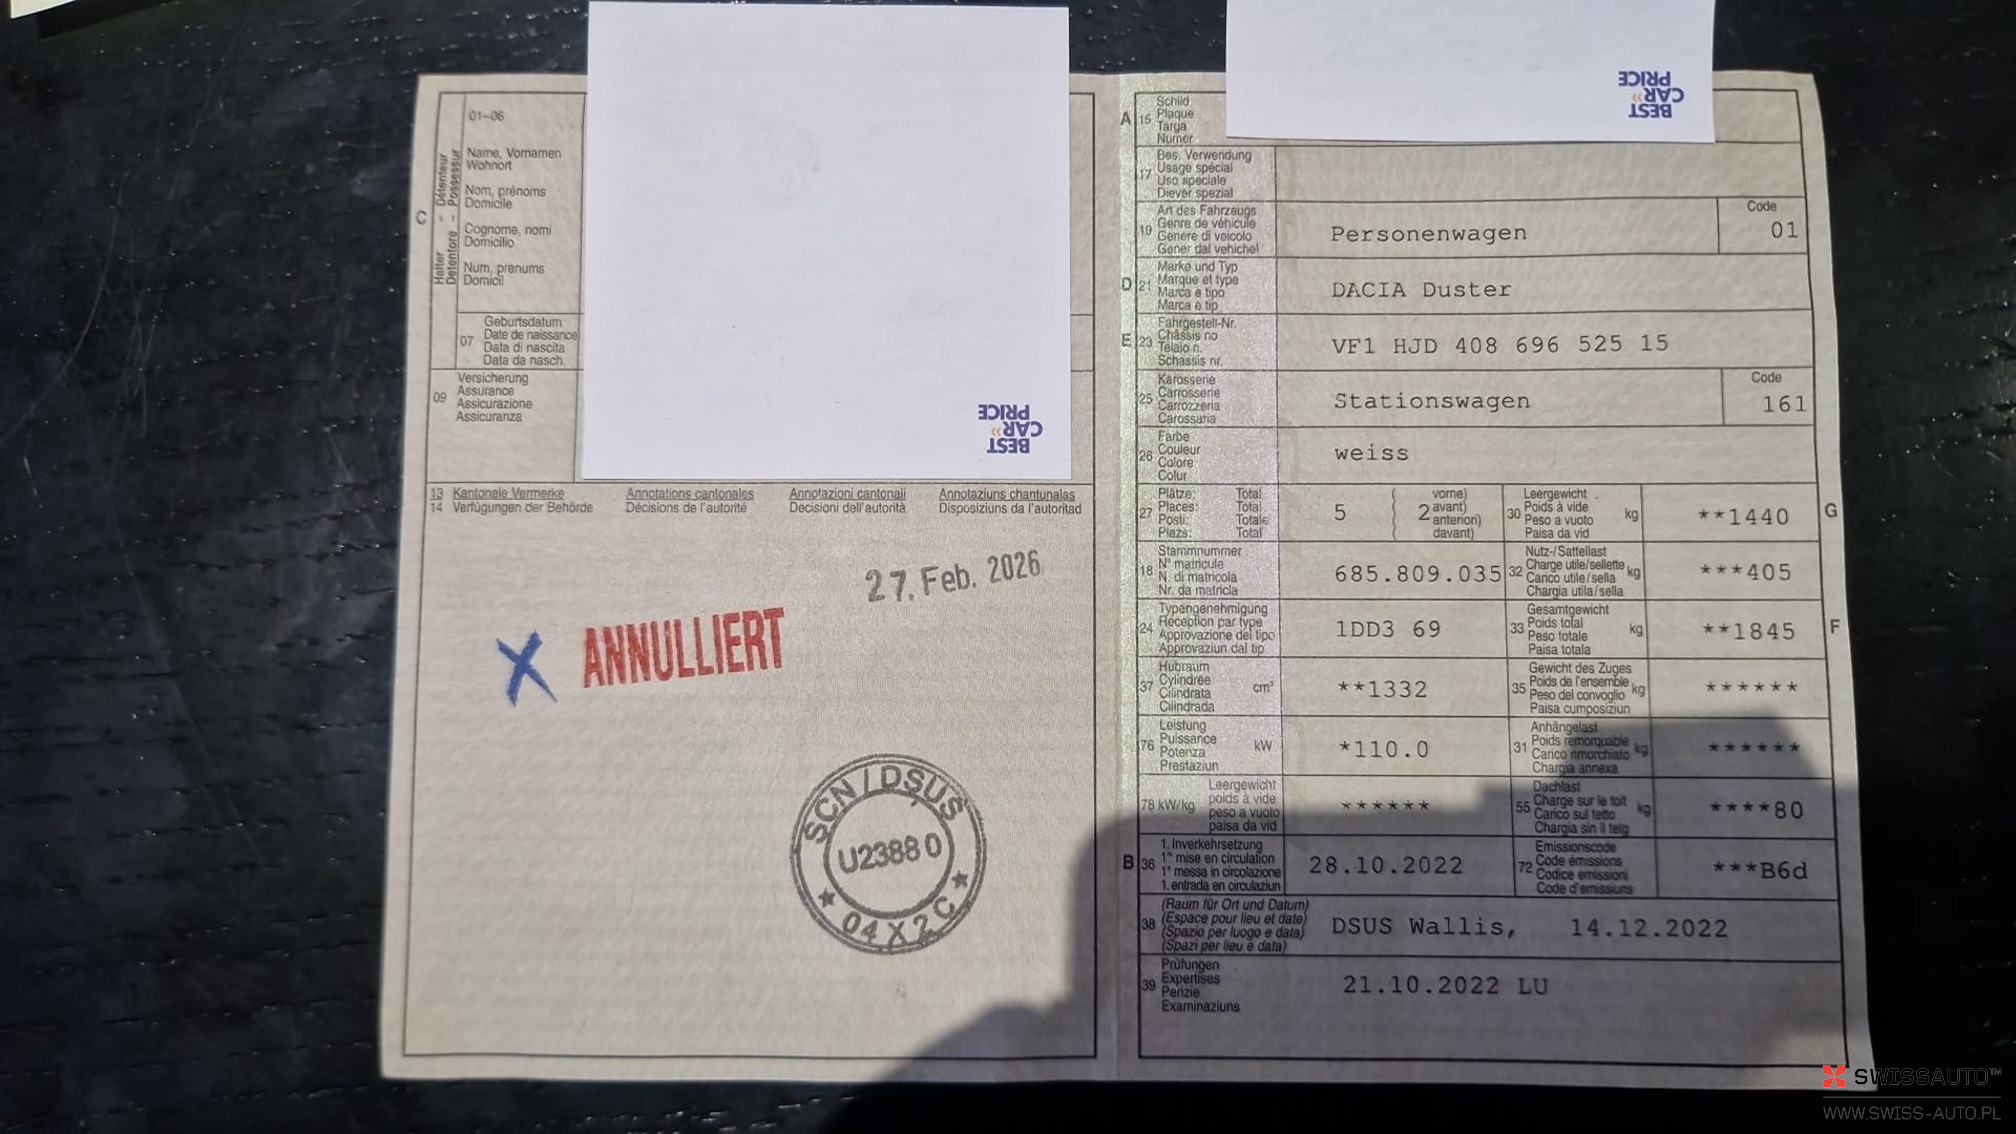 01-06
Halter - Détenteur
Detentore - Possessur
C
Name, Vornamen
Wohnort
Nom, prénoms
Domicile
Cognome, nomi
Domicilio
Num, prenums
Domicil
07
Geburtsdatum
Date de naissance
Data di nascita
Data da nasch.
09
Versicherung
Assurance
Assicurazione
Assicuranza
BEST
CAR»
PRICE
13 Kantonale Vermerke Annotations cantonales Annotazioni cantonali Annotaziuns chantunalas
14 Verfügungen der Behörde Décisions de l'autorité Decisioni dell'autorità Disposiziuns da l'autoritad
27. Feb. 2026
X ANNULLIERT
SCN/DSUS
U23880
BEST
CAR»
PRICE
A 15
Schild
Plaque
Targa
Numer
17
Bes. Verwendung
Usage spécial
Uso speciale
Diever spezial
19
Art des Fahrzeugs
Genre de véhicule
Genere di veicolo
Gener dal vehichel
Personenwagen
Code
01
D 21
Marke und Typ
Marque et type
Marca e tipo
Marca e tip
DACIA Duster
E 23
Fahrgestell-Nr.
Châssis no
Telaio n.
Schassis nr.
VF1 HJD 408 696 525 15
25
Karosserie
Carrosserie
Carrozzeria
Carossaria
Stationswagen
Code
161
26
Farbe
Couleur
Colore
Colur
weiss
27
Plätze: Total
Places: Total
Posti: Totale
Plazs: Total
5
2
vorne)
avant)
anteriori)
davant)
30
Leergewicht
Poids à vide
Peso a vuoto
Paisa da vid
kg
**1440
G
18
Stammnummer
N° matricule
N. di matricola
Nr. da matricla
685.809.035
32
Nutz-/Sattellast
Charge utile/sellette
Carico utile/sella
Chargia utila/sella
kg
***405
24
Typengenehmigung
Réception par type
Approvazione del tipo
Approvaziun dal tip
1DD3 69
33
Gesamtgewicht
Poids total
Peso totale
Paisa totala
kg
**1845
F
37
Hubraum
Cylindrée
Cilindrata
Cilindrada
cm³
**1332
35
Gewicht des Zuges
Poids de l'ensemble
Peso del convoglio
Paisa cumposiziun
kg
******
76
Leistung
Puissance
Potenza
Prestaziun
kW
*110.0
31
Anhängelast
Poids remorquable
Carico rimorchiato
Chargia annexa
kg
******
78 kW/kg
Leergewicht
poids à vide
peso a vuoto
paisa da vid
******
55
Dachlast
Charge sur le toit
Carico sul tetto
Chargia sin il tetg
kg
****80
B 36
1. Inverkehrsetzung
1re mise en circulation
1a messa in circolazione
1. entrada en circulaziun
28.10.2022
72
Emissionscode
Code émissions
Codice emissioni
Code d'emissiuns
***B6d
38
(Raum für Ort und Datum)
(Espace pour lieu et date)
(Spazio per luogo e data)
(Spazi per lieu e data)
DSUS Wallis, 14.12.2022
39
Prüfungen
Expertises
Perizie
Examinaziuns
21.10.2022 LU
SWISSAUTO™
WWW.SWISS-AUTO.PL